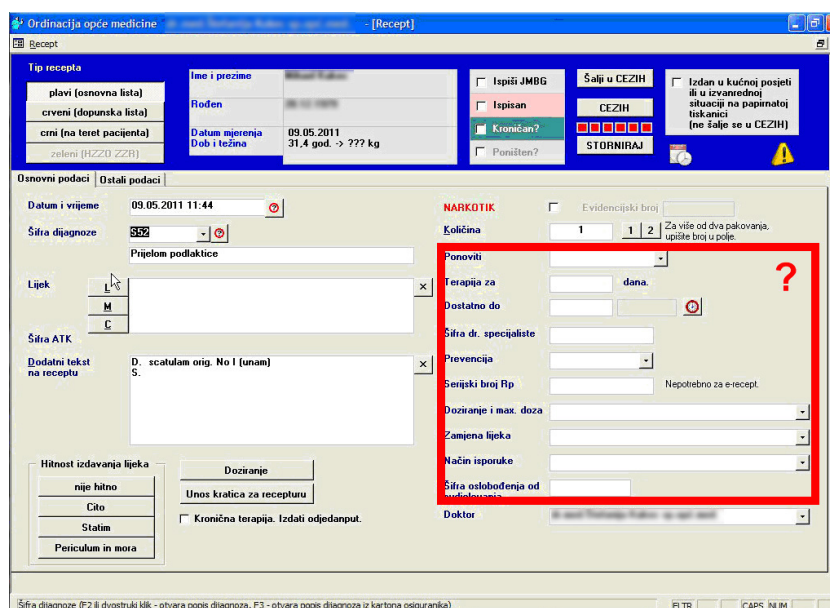 Ordinacija opće medicine
- [Recept]
Recept
Tip recepta
plavi (osnovna lista)
crveni (dopunska lista)
crni (na teret pacijenta)
zeleni (HZZO ZZR)
Ime i prezime
Rođen
Datum mjerenja 09.05.2011
Dob i težina 31,4 god. -> ??? kg
Ispiši JMBG
Ispisan
Kroničan?
Poništen?
Šalji u CEZIH
CEZIH
STORNIRAJ
Izdan u kućnoj posjeti
ili u izvanrednoj
situaciji na papirnatoj
tiskanici
(ne šalje se u CEZIH)
Osnovni podaci Ostali podaci
Datum i vrijeme 09.05.2011 11:44
Šifra dijagnoze S52
Prijelom podlaktice
Lijek
L
M
C
×
Šifra ATK
Dodatni tekst
na receptu
D. scatulam orig. No I (unam)
S.
×
Hitnost izdavanja lijeka
nije hitno
Cito
Statim
Periculum in mora
Doziranje
Unos kratica za recepturu
Kronična terapija. Izdati odjedanput.
NARKOTIK Evidencijski broj
Količina 1 1 2 Za više od dva pakovanja,
upišite broj u polje.
Ponoviti
?
Terapija za dana.
Dostatno do
Šifra dr. specijaliste
Prevencija
Serijski broj Rp Nepotrebno za e-recept.
Doziranje i max. doza
Zamjena lijeka
Način isporuke
Šifra oslobođenja od
Doktor
Šifra dijagnoze (F2 ili dvostruki klik - otvara popis dijagnoza, F3 - otvara popis dijagnoza iz kartona osiguranika)
FLTR CAPS NUM